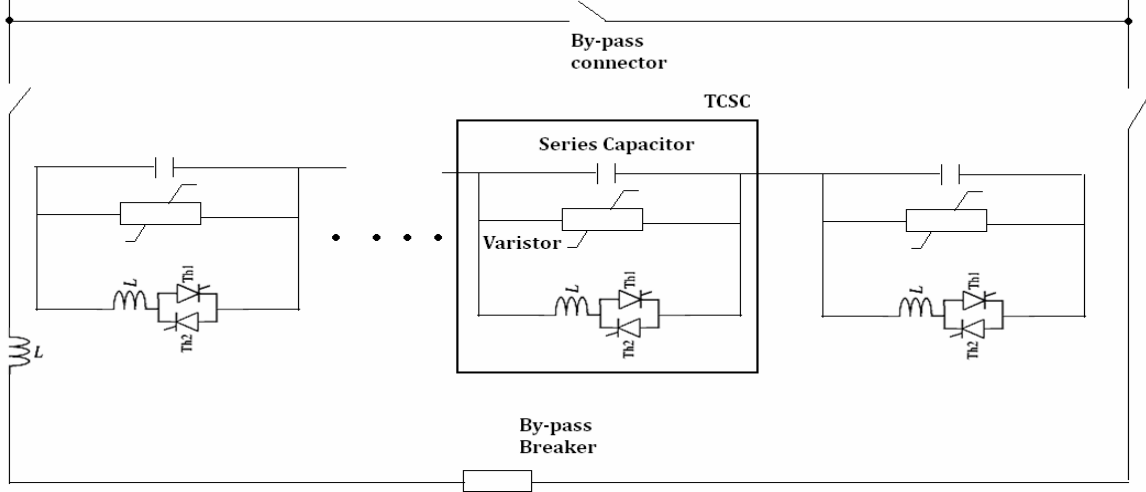 By-pass
connector
TCSC
Series Capacitor
Varistor
L
Th1
Th2
L
Th1
Th2
L
Th1
Th2
L
By-pass
Breaker